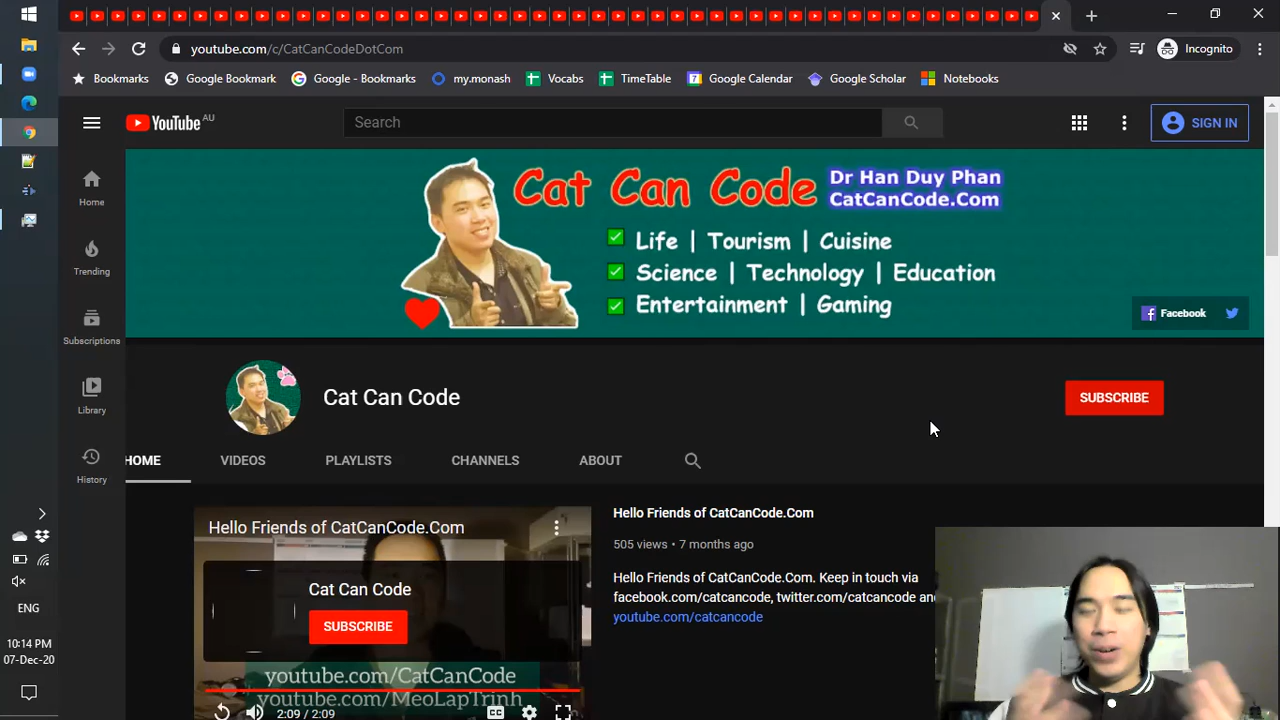 youtube.com/c/CatCanCodeDotCom
Incognito
Bookmarks
Google Bookmark
Google - Bookmarks
my.monash
Vocabs
TimeTable
Google Calendar
Google Scholar
Notebooks
YouTube AU
Search
SIGN IN
Home
Trending
Subscriptions
Library
History
Cat Can Code
Dr Han Duy Phan
CatCanCode.Com
Life | Tourism | Cuisine
Science | Technology | Education
Entertainment | Gaming
Facebook
Cat Can Code
SUBSCRIBE
HOME
VIDEOS
PLAYLISTS
CHANNELS
ABOUT
Hello Friends of CatCanCode.Com
Cat Can Code
SUBSCRIBE
youtube.com/CatCanCode
youtube.com/MeoLapTrinh
2:09 / 2:09
Hello Friends of CatCanCode.Com
505 views • 7 months ago
Hello Friends of CatCanCode.Com. Keep in touch via
facebook.com/catcancode, twitter.com/catcancode and
youtube.com/catcancode
ENG
10:14 PM
07-Dec-20